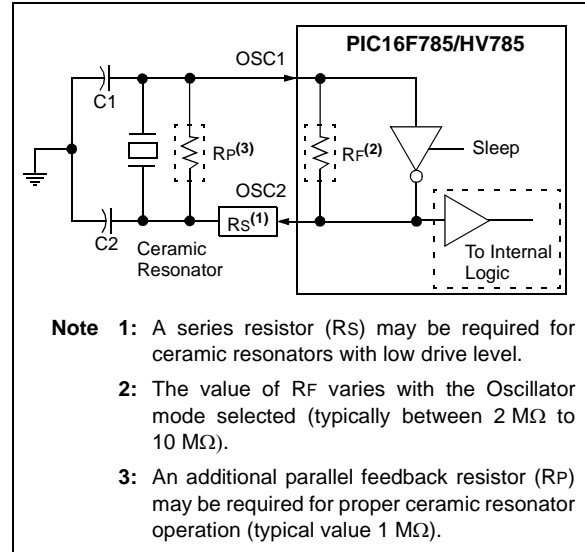 PIC16F785/HV785
OSC1
C1
RP(3)
RF(2)
Sleep
OSC2
RS(1)
C2
Ceramic
Resonator
To Internal
Logic
Note 1: A series resistor (RS) may be required for
ceramic resonators with low drive level.
2: The value of RF varies with the Oscillator
mode selected (typically between 2 MΩ to
10 MΩ).
3: An additional parallel feedback resistor (RP)
may be required for proper ceramic resonator
operation (typical value 1 MΩ).